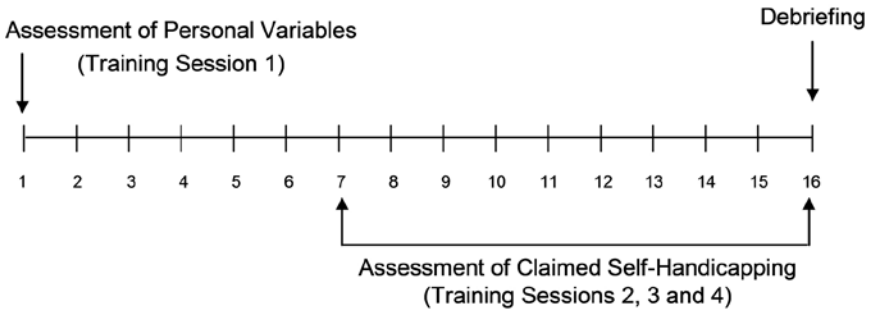 Debriefing
Assessment of Personal Variables
(Training Session 1)
1 2 3 4 5 6 7 8 9 10 11 12 13 14 15 16
Assessment of Claimed Self-Handicapping
(Training Sessions 2, 3 and 4)